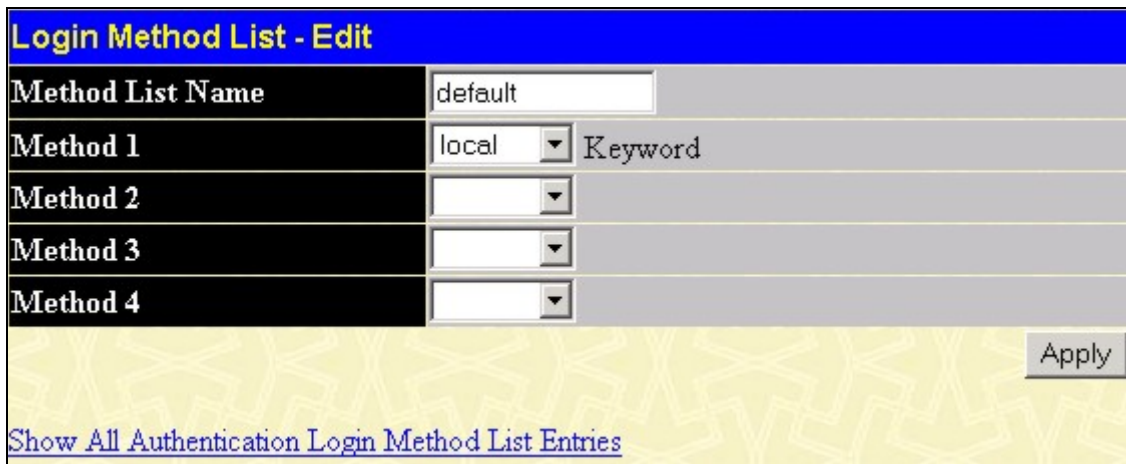 Login Method List - Edit
Method List Name default
Method 1 local Keyword
Method 2
Method 3
Method 4
Apply
Show All Authentication Login Method List Entries